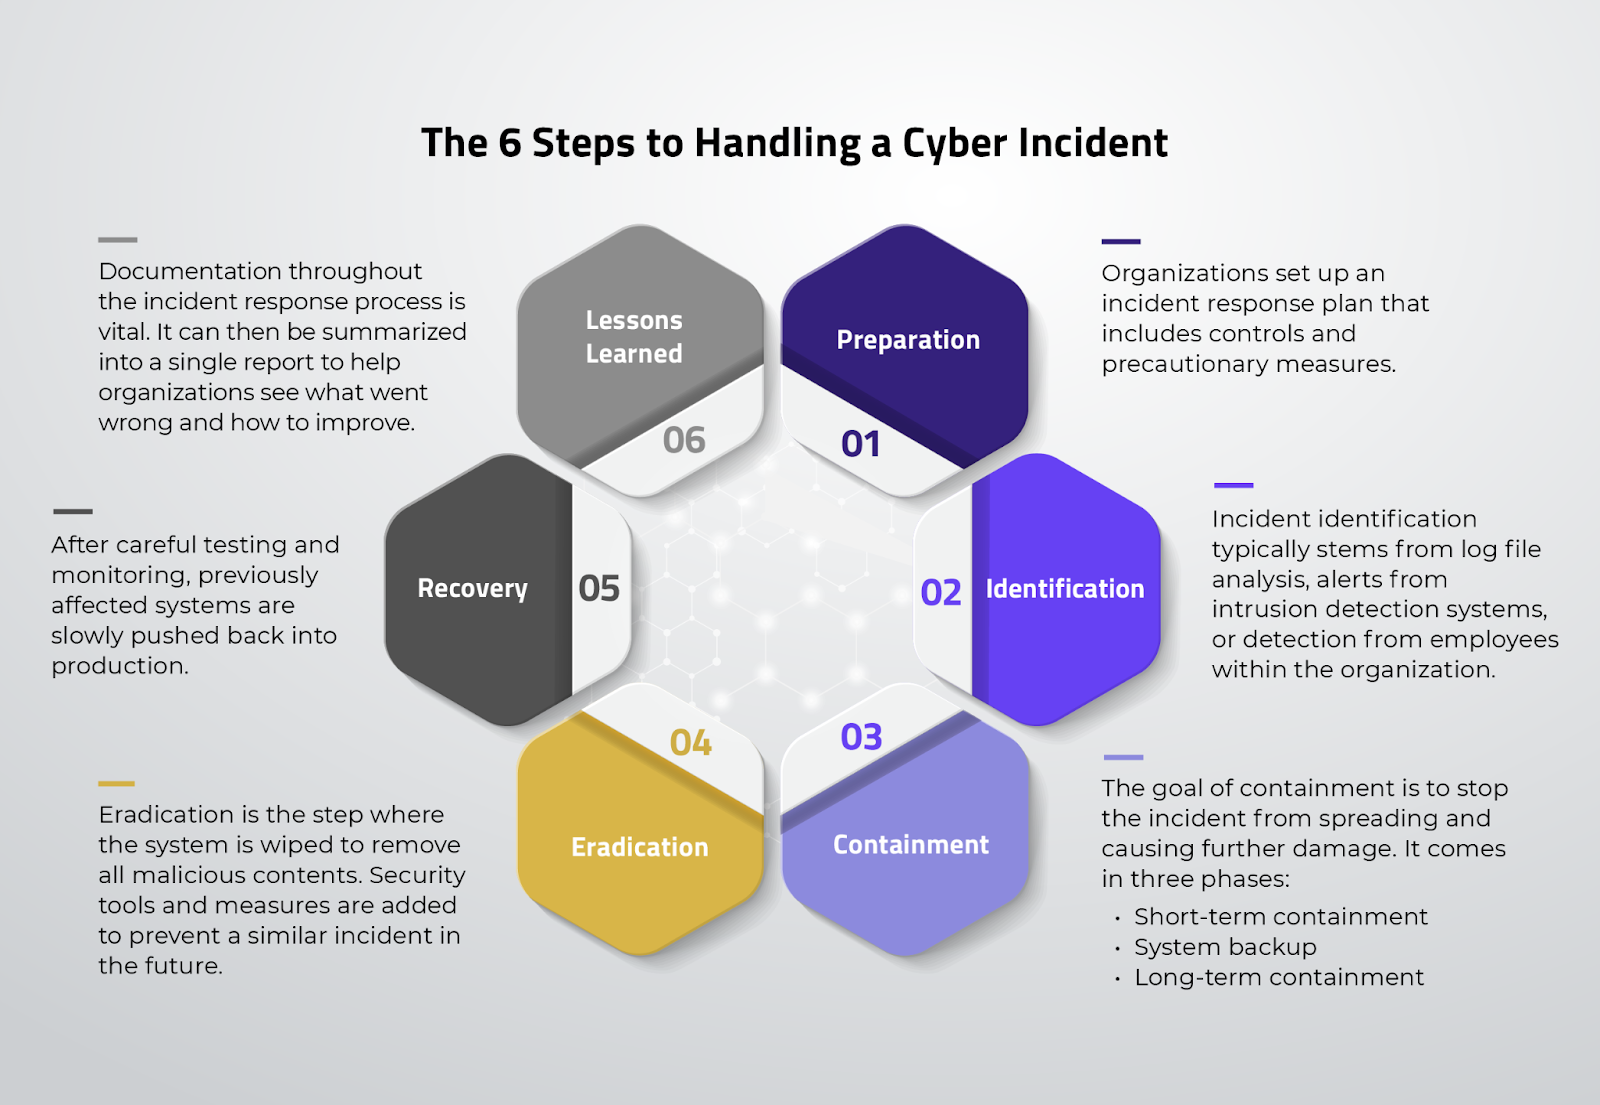 The 6 Steps to Handling a Cyber Incident
Preparation
01
Organizations set up an
incident response plan that
includes controls and
precautionary measures.
02
Identification
Incident identification
typically stems from log file
analysis, alerts from
intrusion detection systems,
or detection from employees
within the organization.
03
Containment
The goal of containment is to stop
the incident from spreading and
causing further damage. It comes
in three phases:
• Short-term containment
• System backup
• Long-term containment
04
Eradication
Eradication is the step where
the system is wiped to remove
all malicious contents. Security
tools and measures are added
to prevent a similar incident in
the future.
Recovery
05
After careful testing and
monitoring, previously
affected systems are
slowly pushed back into
production.
Lessons
Learned
06
Documentation throughout
the incident response process is
vital. It can then be summarized
into a single report to help
organizations see what went
wrong and how to improve.